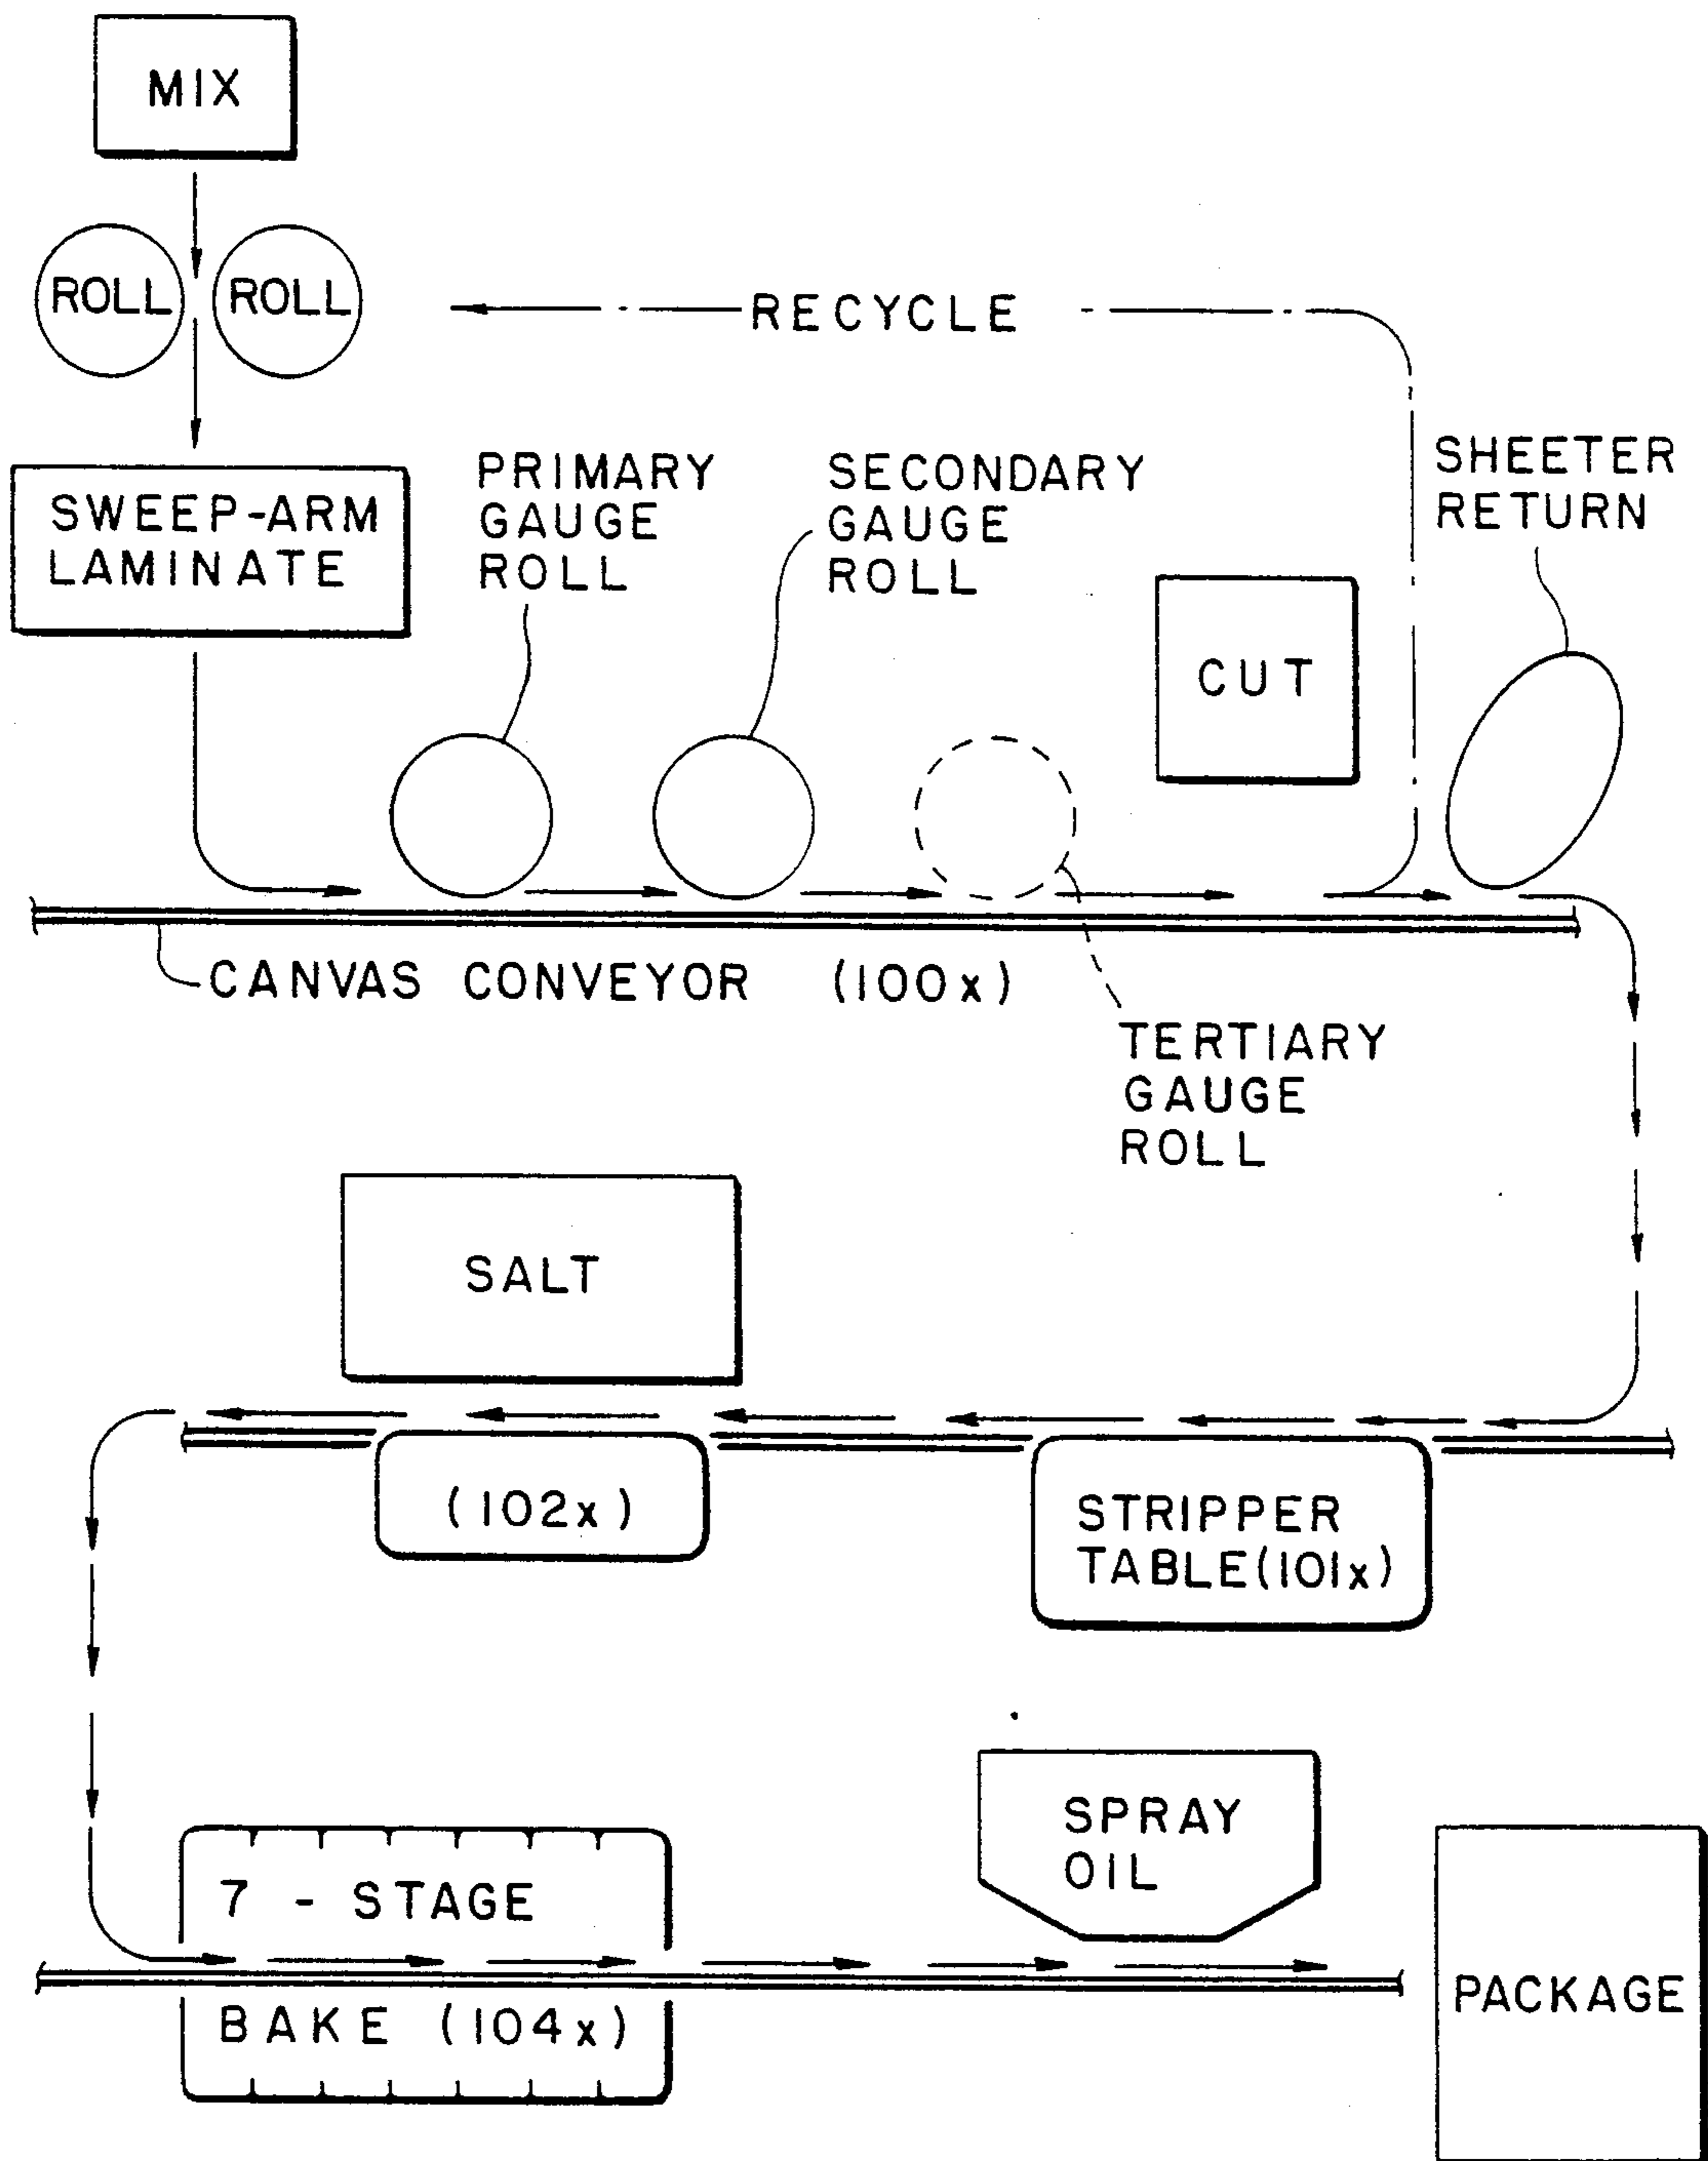 MIX
ROLL
ROLL
RECYCLE
SWEEP-ARM
LAMINATE
PRIMARY
GAUGE
ROLL
SECONDARY
GAUGE
ROLL
CUT
SHEETER
RETURN
CANVAS CONVEYOR (100x)
TERTIARY
GAUGE
ROLL
SALT
(102x)
STRIPPER
TABLE(101x)
7 - STAGE
BAKE (104x)
SPRAY
OIL
PACKAGE